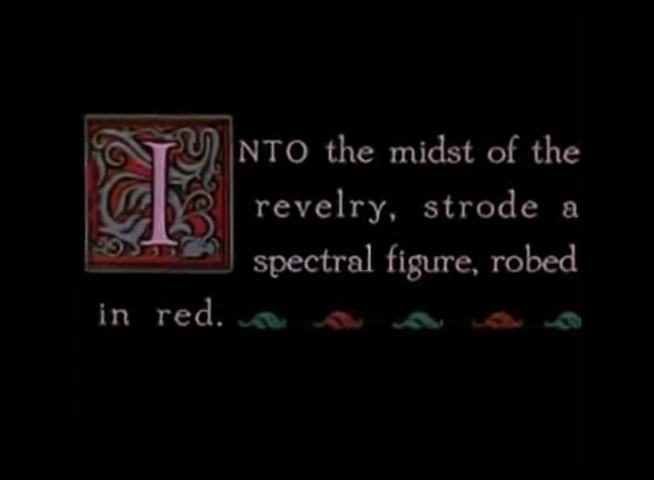 INTO the midst of the
revelry, strode a
spectral figure, robed
in red.